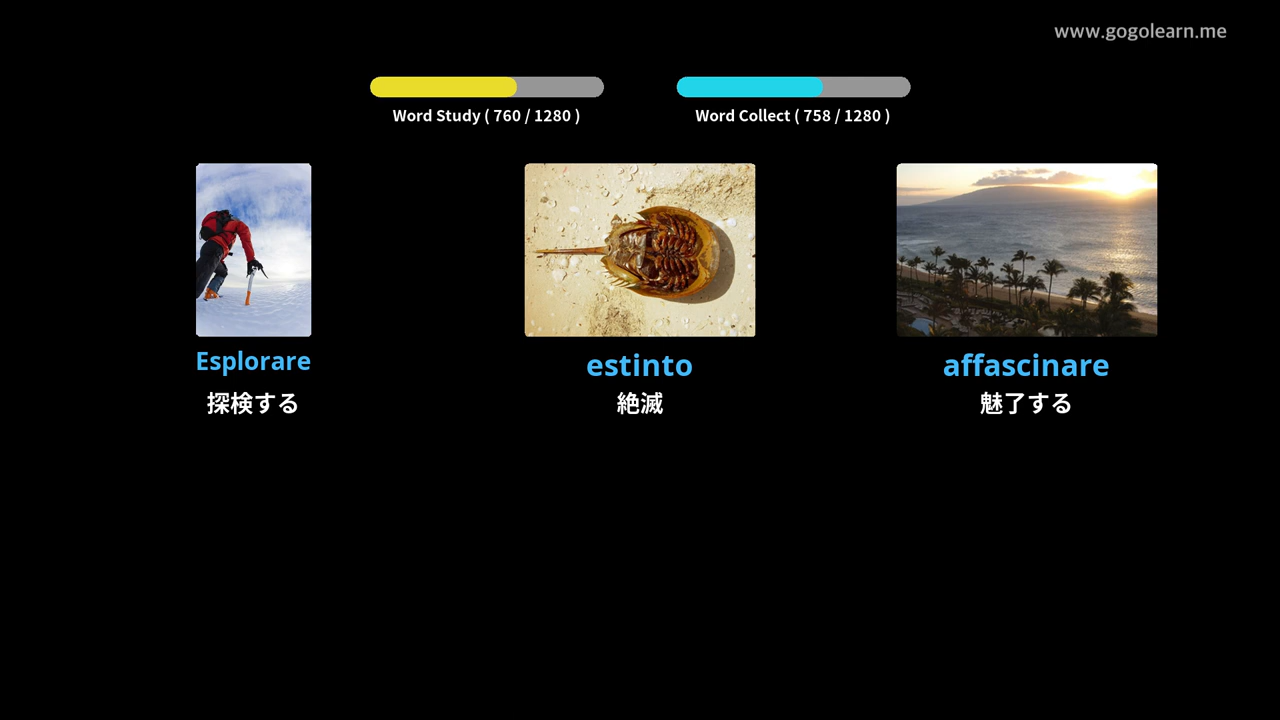 www.gogolearn.me
Word Study ( 760 / 1280 )
Word Collect ( 758 / 1280 )
Esplorare
探検する
estinto
絶滅
affascinare
魅了する